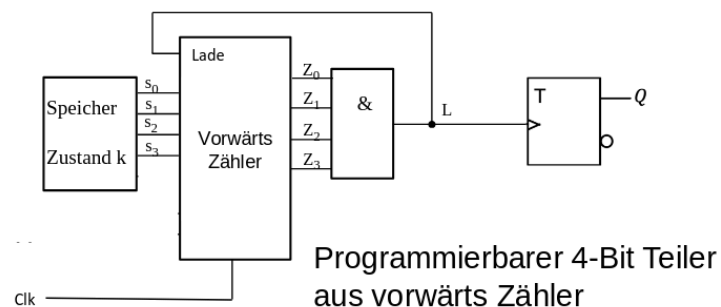 Lade
Speicher
Zustand k
s0
s1
s2
s3
Vorwärts
Zähler
Z0
Z1
Z2
Z3
&
L
T
Q
Clk
Programmierbarer 4-Bit Teiler
aus vorwärts Zähler